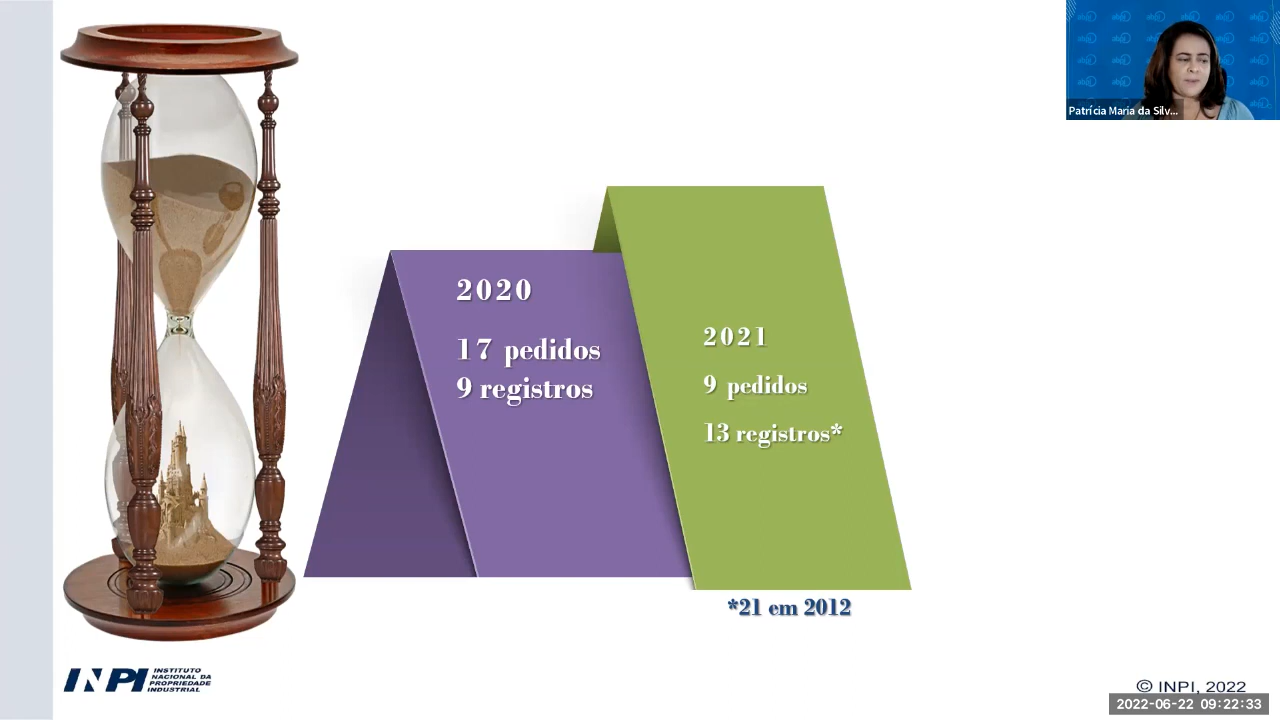 Patrícia Maria da Silv...
2020
17 pedidos
9 registros
2021
9 pedidos
13 registros*
*21 em 2012
INPI
INSTITUTO
NACIONAL DA
PROPRIEDADE
INDUSTRIAL
© INPI, 2022
2022-06-22 09:22:33